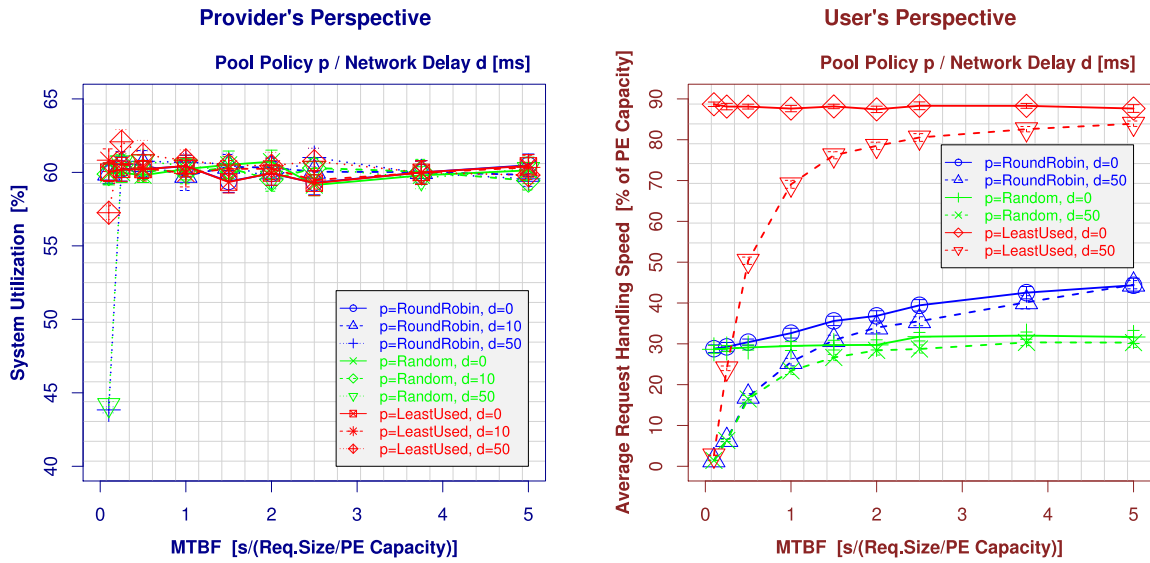 Provider's Perspective
Pool Policy p / Network Delay d [ms]
System Utilization [%]
65
60
55
50
45
40
p=RoundRobin, d=0
p=RoundRobin, d=10
p=RoundRobin, d=50
p=Random, d=0
p=Random, d=10
p=Random, d=50
p=LeastUsed, d=0
p=LeastUsed, d=10
p=LeastUsed, d=50
0 1 2 3 4 5
MTBF [s/(Req.Size/PE Capacity)]
User's Perspective
Pool Policy p / Network Delay d [ms]
Average Request Handling Speed [% of PE Capacity]
90
80
70
60
50
40
30
20
10
0
p=RoundRobin, d=0
p=RoundRobin, d=50
p=Random, d=0
p=Random, d=50
p=LeastUsed, d=0
p=LeastUsed, d=50
0 1 2 3 4 5
MTBF [s/(Req.Size/PE Capacity)]